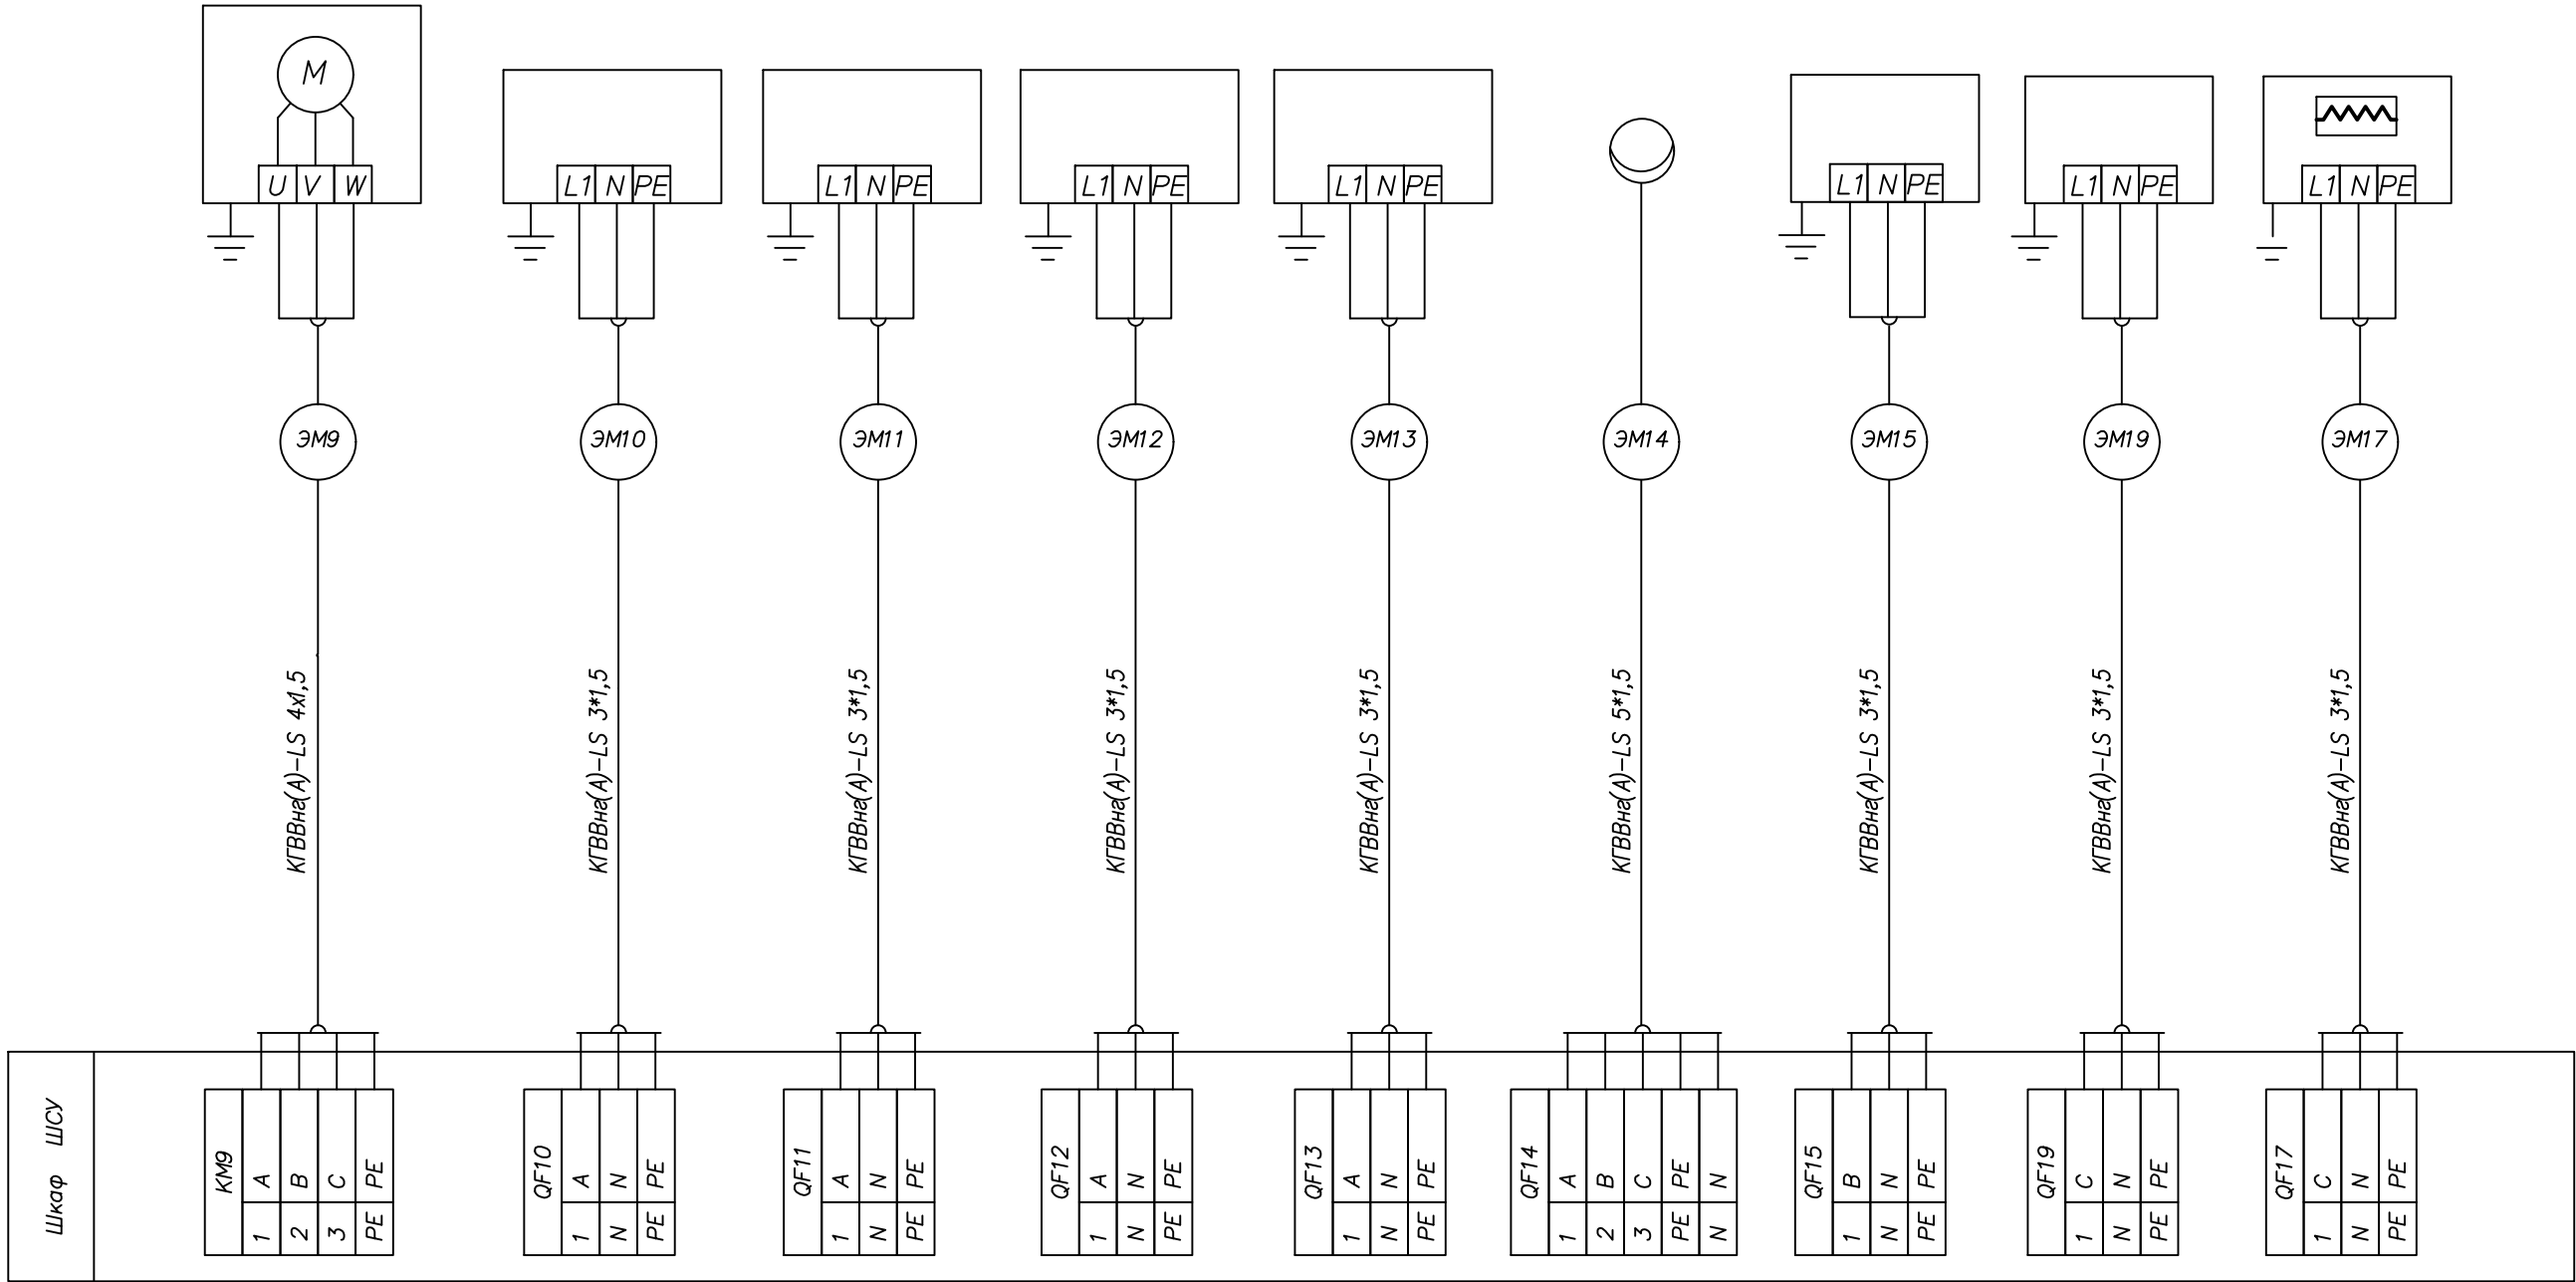 M
U V W
L1 N PE
L1 N PE
L1 N PE
L1 N PE
L1 N PE
L1 N PE
L1 N PE
ЭМ9
ЭМ10
ЭМ11
ЭМ12
ЭМ13
ЭМ14
ЭМ15
ЭМ19
ЭМ17
КГВВнг(А)-LS 4х1,5
КГВВнг(А)-LS 3*1,5
КГВВнг(А)-LS 3*1,5
КГВВнг(А)-LS 3*1,5
КГВВнг(А)-LS 3*1,5
КГВВнг(А)-LS 5*1,5
КГВВнг(А)-LS 3*1,5
КГВВнг(А)-LS 3*1,5
КГВВнг(А)-LS 3*1,5
Шкаф ШСУ
КМ9
1 A
2 B
3 C
PE PE
QF10
1 A
N N
PE PE
QF11
1 A
N N
PE PE
QF12
1 A
N N
PE PE
QF13
1 A
N N
PE PE
QF14
1 A
2 B
3 C
PE PE
N N
QF15
1 B
N N
PE PE
QF19
1 C
N N
PE PE
QF17
1 C
N N
PE PE